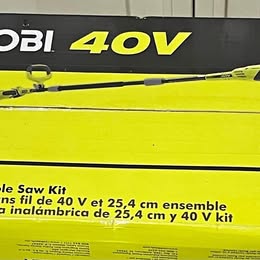 OBI 40V
le Saw Kit
ns fil de 40 V et 25,4 cm ensemble
a inalámbrica de 25,4 cm y 40 V kit